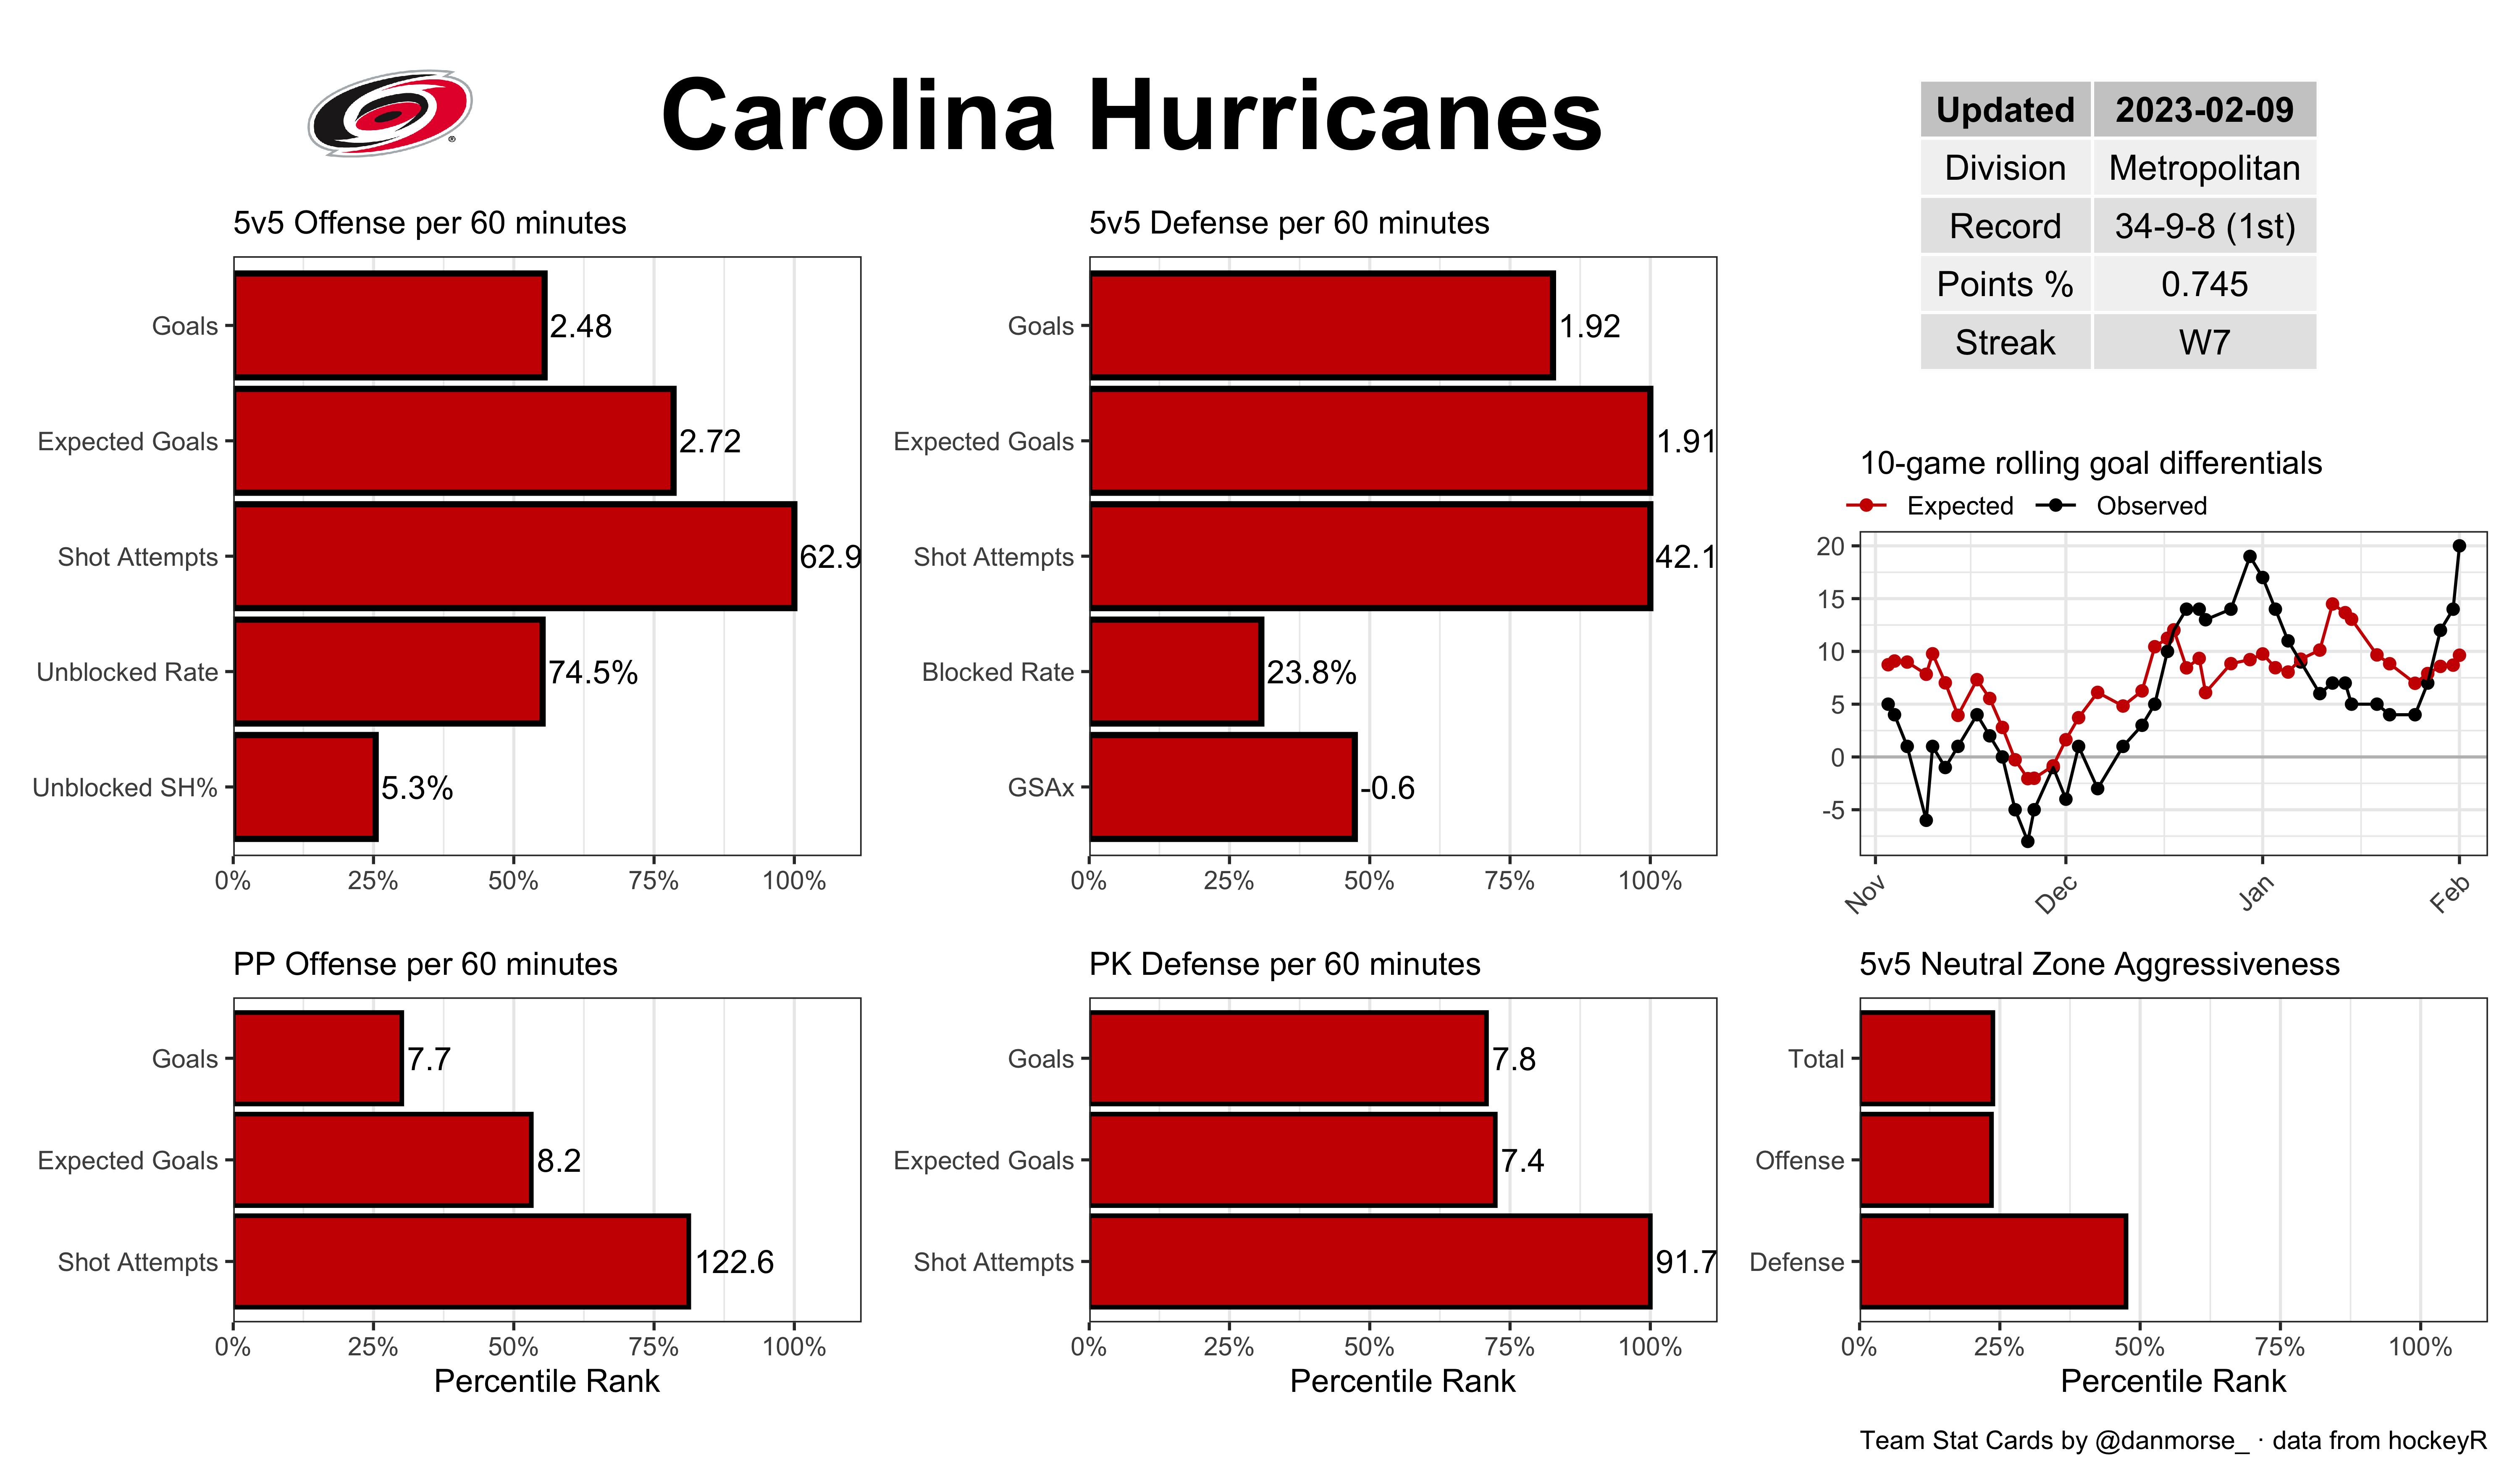 Carolina Hurricanes
Updated 2023-02-09
Division Metropolitan
Record 34-9-8 (1st)
Points % 0.745
Streak W7
5v5 Offense per 60 minutes
Goals 2.48
Expected Goals 2.72
Shot Attempts 62.9
Unblocked Rate 74.5%
Unblocked SH% 5.3%
0% 25% 50% 75% 100%
5v5 Defense per 60 minutes
Goals 1.92
Expected Goals 1.91
Shot Attempts 42.1
Blocked Rate 23.8%
GSAx -0.6
0% 25% 50% 75% 100%
10-game rolling goal differentials
Expected Observed
20
15
10
5
0
-5
Nov Dec Jan Feb
PP Offense per 60 minutes
Goals 7.7
Expected Goals 8.2
Shot Attempts 122.6
0% 25% 50% 75% 100%
Percentile Rank
PK Defense per 60 minutes
Goals 7.8
Expected Goals 7.4
Shot Attempts 91.7
0% 25% 50% 75% 100%
Percentile Rank
5v5 Neutral Zone Aggressiveness
Total
Offense
Defense
0% 25% 50% 75% 100%
Percentile Rank
Team Stat Cards by @danmorse_ · data from hockeyR